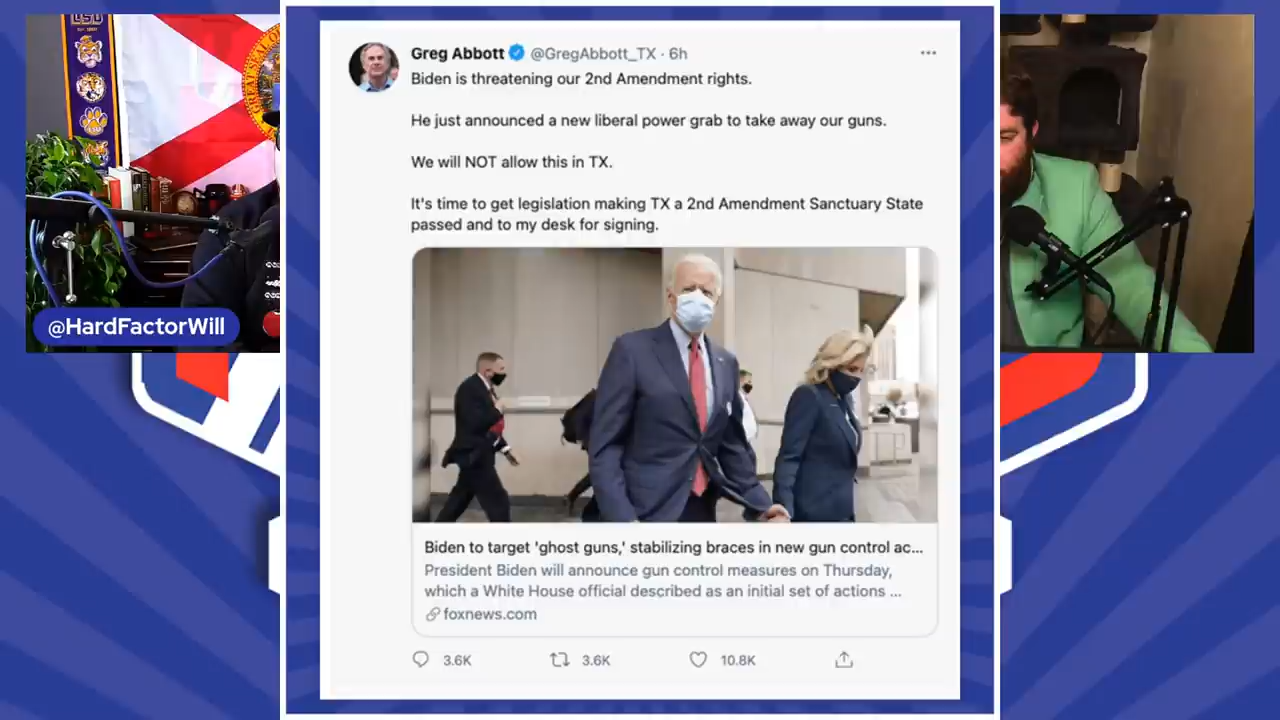 LSU
Greg Abbott @GregAbbott_TX · 6h
Biden is threatening our 2nd Amendment rights.
He just announced a new liberal power grab to take away our guns.
We will NOT allow this in TX.
It's time to get legislation making TX a 2nd Amendment Sanctuary State
passed and to my desk for signing.
Biden to target 'ghost guns,' stabilizing braces in new gun control ac...
President Biden will announce gun control measures on Thursday,
which a White House official described as an initial set of actions ...
foxnews.com
3.6K 3.6K 10.8K
@HardFactorWill